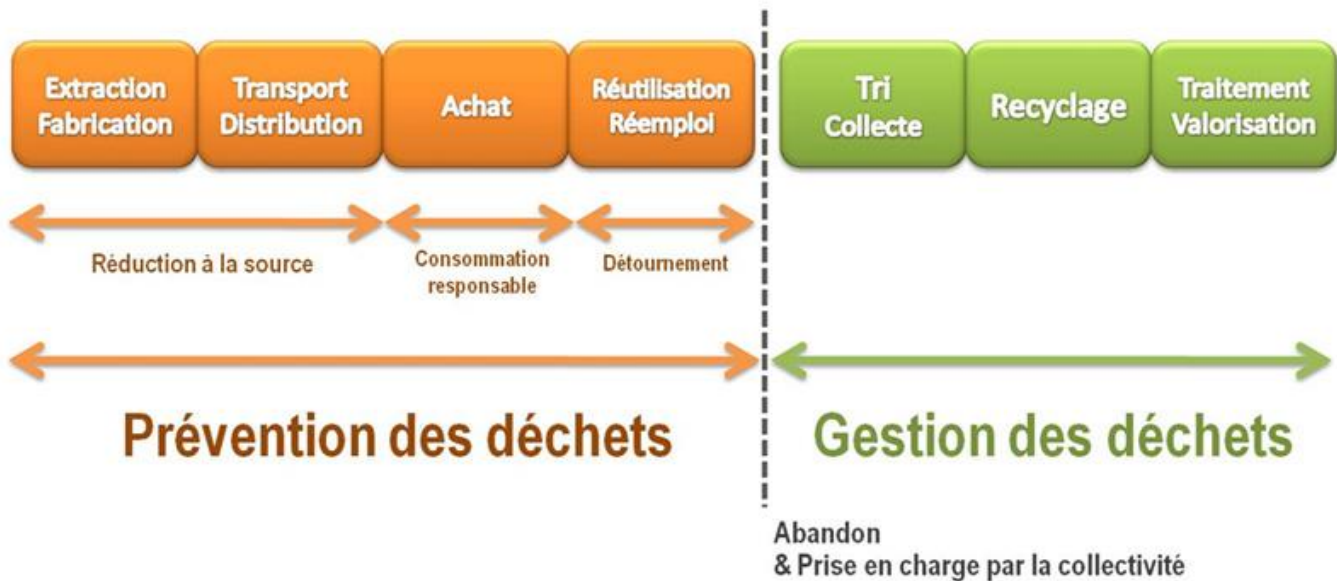 Extraction
Fabrication
Transport
Distribution
Achat
Réutilisation
Réemploi
Tri
Collecte
Recyclage
Traitement
Valorisation
Réduction à la source
Consommation
responsable
Détournement
Prévention des déchets
Gestion des déchets
Abandon
& Prise en charge par la collectivité